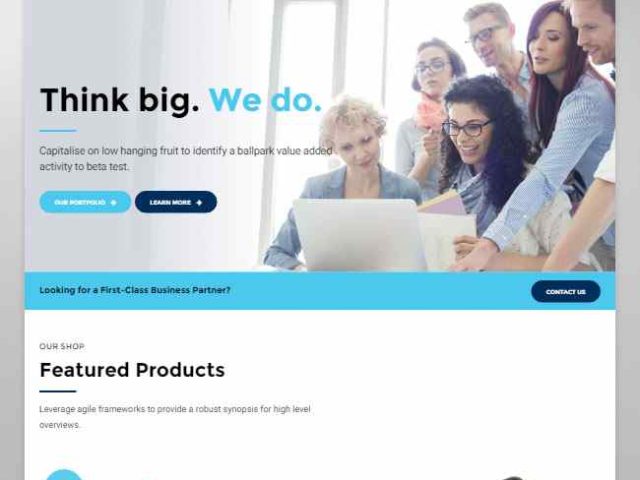 Think big. We do.
Capitalise on low hanging fruit to identify a ballpark value added
activity to beta test.
OUR PORTFOLIO
LEARN MORE
Looking for a First-Class Business Partner?
CONTACT US
OUR SHOP
Featured Products
Leverage agile frameworks to provide a robust synopsis for high level
overviews.